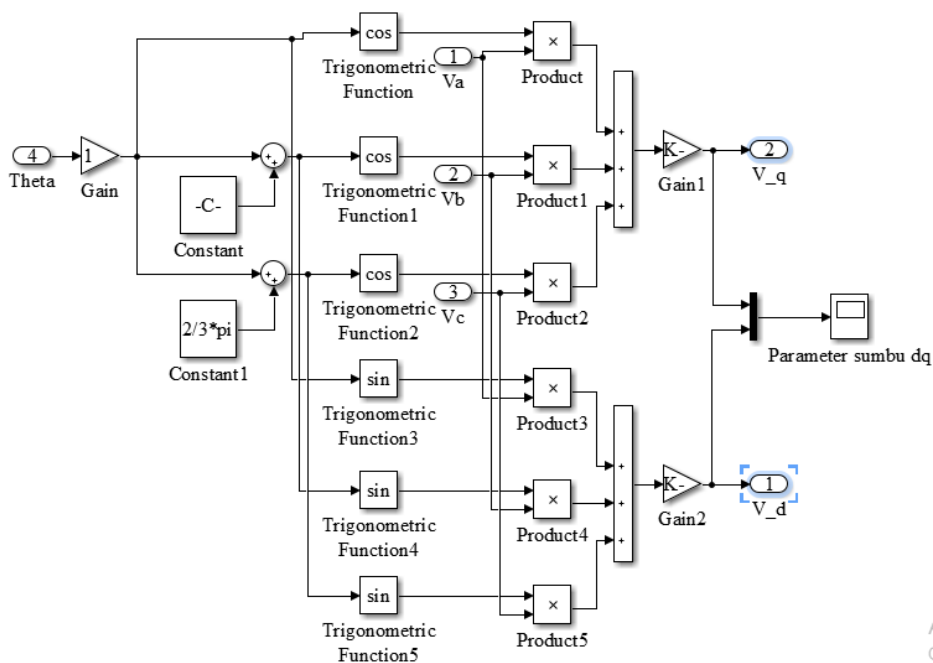 cos
Trigonometric
Function
1
Va
×
Product
4
Theta
1
Gain
+
+
-C-
Constant
cos
Trigonometric
Function1
2
Vb
×
Product1
+
+
+
K-
Gain1
2
V_q
+
+
2/3*pi
Constant1
cos
Trigonometric
Function2
3
Vc
×
Product2
Parameter sumbu dq
sin
Trigonometric
Function3
×
Product3
sin
Trigonometric
Function4
×
Product4
+
+
+
K-
Gain2
1
V_d
sin
Trigonometric
Function5
×
Product5